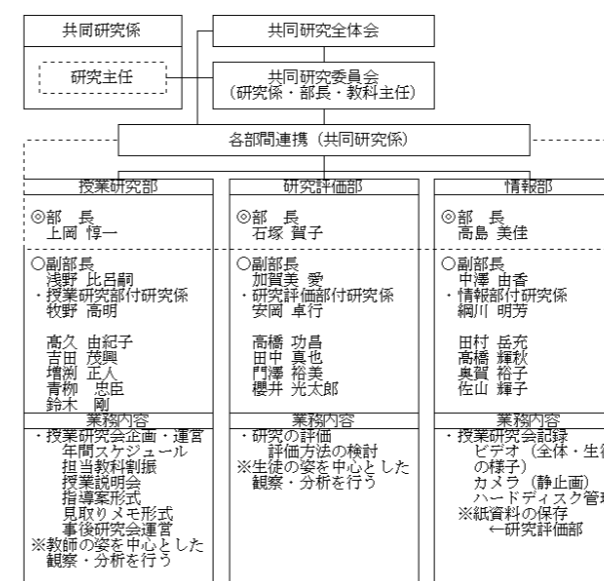 共同研究係
研究主任
共同研究全体会
共同研究委員会
（研究係・部長・教科主任）
各部間連携（共同研究係）
授業研究部
◎部　長
上岡 惇一
○副部長
浅野 比呂嗣
・授業研究部付研究係
牧野 高明
高久 由紀子
吉田 茂興
増渕 正人
青栁　忠臣
鈴木　剛
業務内容
・授業研究会企画・運営
年間スケジュール
担当教科割振
授業説明会
指導案形式
見取りメモ形式
事後研究会運営
※教師の姿を中心とした
観察・分析を行う
研究評価部
◎部　長
石塚 賀子
○副部長
加賀美 愛
・研究評価部付研究係
安岡 卓行
高橋 功昌
田中 真也
門澤 裕美
櫻井 光太郎
業務内容
・研究の評価
評価方法の検討
※生徒の姿を中心とした
観察・分析を行う
情報部
◎部　長
高島 美佳
○副部長
中澤 由香
・情報部付研究係
綱川 明芳
田村 岳充
高橋 輝秋
奥賀 裕子
佐山 輝子
業務内容
・授業研究会記録
ビデオ（全体・生徒
の様子）
カメラ（静止画）
ハードディスク管
※紙資料の保存
←研究評価部